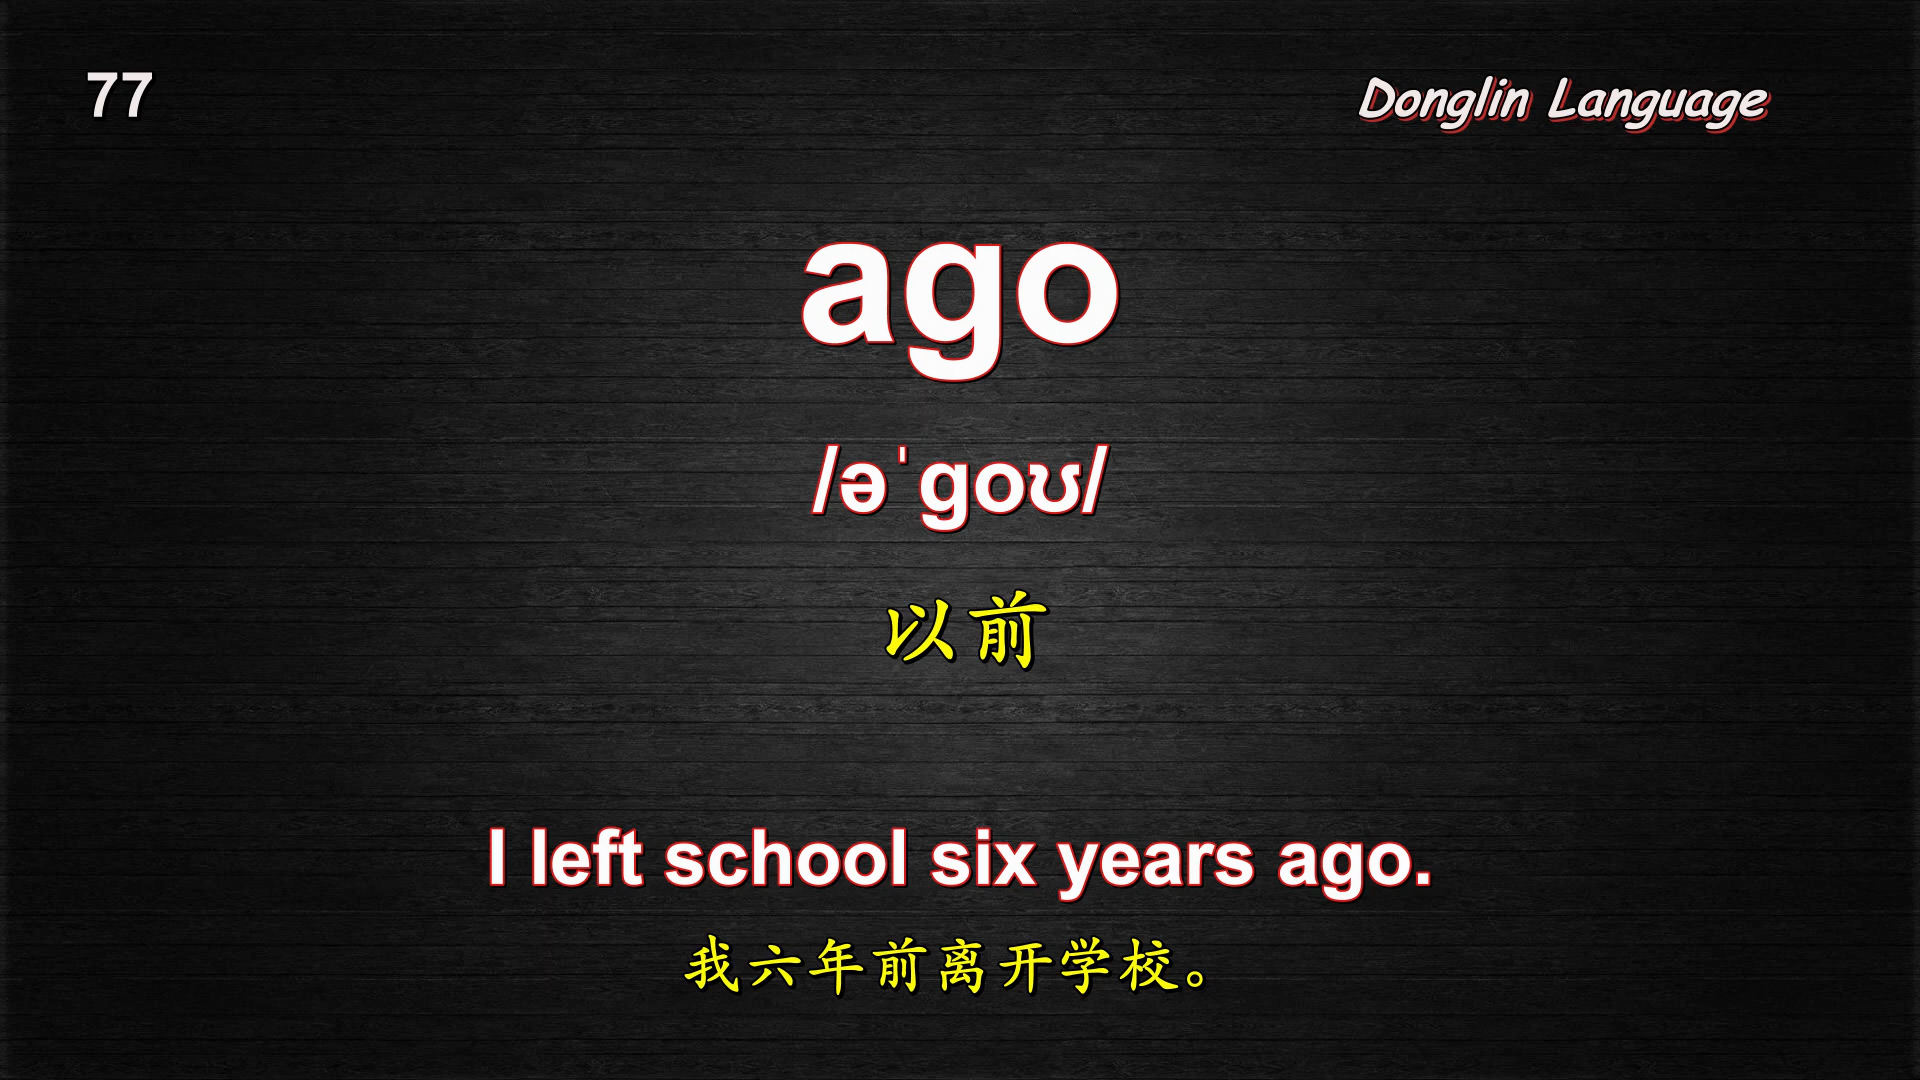 77
Donglin Language
ago
/əˈɡoʊ/
以前
I left school six years ago.
我六年前离开学校。